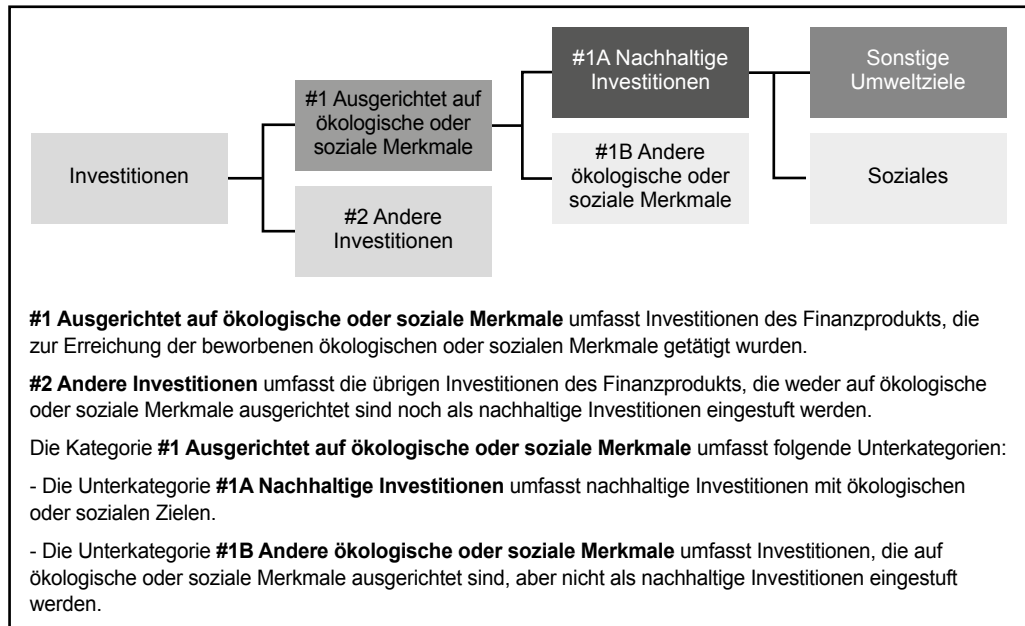 #1A Nachhaltige
Investitionen
Sonstige
Umweltziele
#1 Ausgerichtet auf
ökologische oder
soziale Merkmale
Investitionen
#1B Andere
ökologische oder
soziale Merkmale
Soziales
#2 Andere
Investitionen
#1 Ausgerichtet auf ökologische oder soziale Merkmale umfasst Investitionen des Finanzprodukts, die
zur Erreichung der beworbenen ökologischen oder sozialen Merkmale getätigt wurden.
#2 Andere Investitionen umfasst die übrigen Investitionen des Finanzprodukts, die weder auf ökologische
oder soziale Merkmale ausgerichtet sind noch als nachhaltige Investitionen eingestuft werden.
Die Kategorie #1 Ausgerichtet auf ökologische oder soziale Merkmale umfasst folgende Unterkategorien:
- Die Unterkategorie #1A Nachhaltige Investitionen umfasst nachhaltige Investitionen mit ökologischen
oder sozialen Zielen.
- Die Unterkategorie #1B Andere ökologische oder soziale Merkmale umfasst Investitionen, die auf
ökologische oder soziale Merkmale ausgerichtet sind, aber nicht als nachhaltige Investitionen eingestuft
werden.